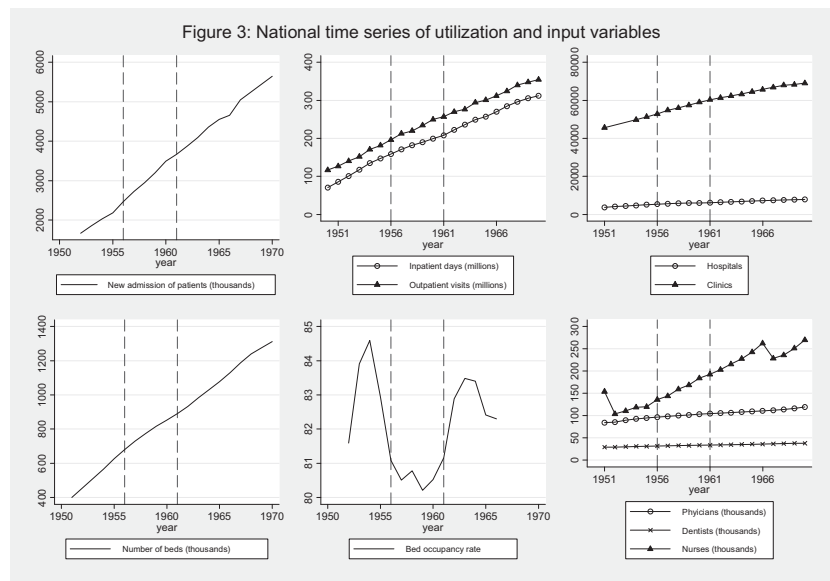 Figure 3: National time series of utilization and input variables
6000
5000
4000
3000
2000
1950 1955 1960 1965 1970
year
New admission of patients (thousands)
400
300
200
100
0
1951 1956 1961 1966
year
Inpatient days (millions)
Outpatient visits (millions)
80000
60000
40000
20000
0
1951 1956 1961 1966
year
Hospitals
Clinics
1400
1200
1000
800
600
400
1950 1955 1960 1965 1970
year
Number of beds (thousands)
85
84
83
82
81
80
1950 1955 1960 1965 1970
year
Bed occupancy rate
300
250
200
150
100
50
0
1951 1956 1961 1966
year
Phyicians (thousands)
Dentists (thousands)
Nurses (thousands)